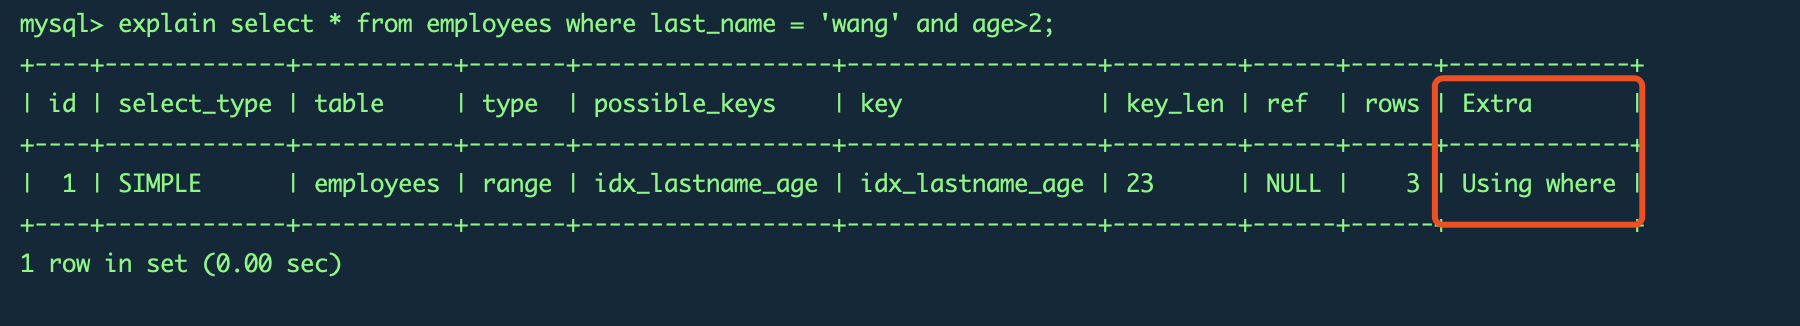 mysql> explain select * from employees where last_name = 'wang' and age>2;
+----+-------------+-----------+-------+------------------+------------------+---------+------+------+-------------+
| id | select_type | table     | type  | possible_keys    | key              | key_len | ref  | rows | Extra       |
+----+-------------+-----------+-------+------------------+------------------+---------+------+------+-------------+
|  1 | SIMPLE      | employees | range | idx_lastname_age | idx_lastname_age | 23      | NULL |    3 | Using where |
+----+-------------+-----------+-------+------------------+------------------+---------+------+------+-------------+
1 row in set (0.00 sec)